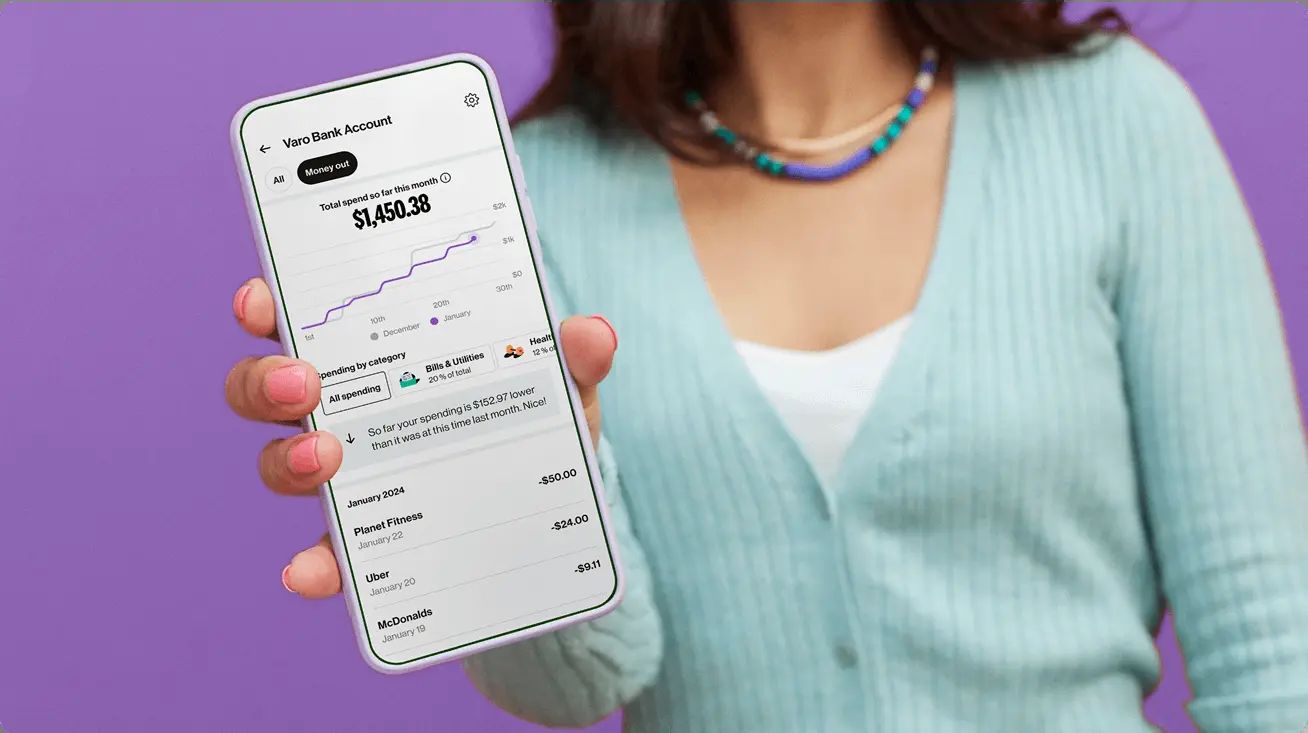 Varo Bank Account
All
Money out
Total spend so far this month
$1,450.38
$2k
$1k
$0
1st
10th
20th
30th
December
January
Spending by category
All spending
Bills & Utilities
20% of total
12% of
So far your spending is $152.97 lower
than it was at this time last month. Nice!
January 2024
Planet Fitness
-$50.00
January 22
Uber
-$24.00
January 20
McDonalds
-$9.11
January 19